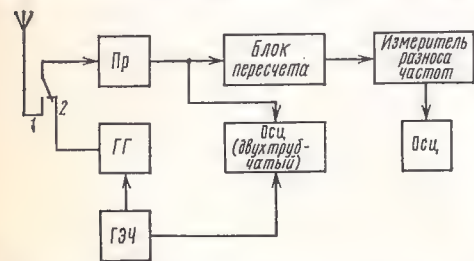 Пр
Блок
пересчета
Измеритель
разноса
частот
1
2
ГГ
Осц
(двухтруб-
чатый)
Осц
ГЭЧ